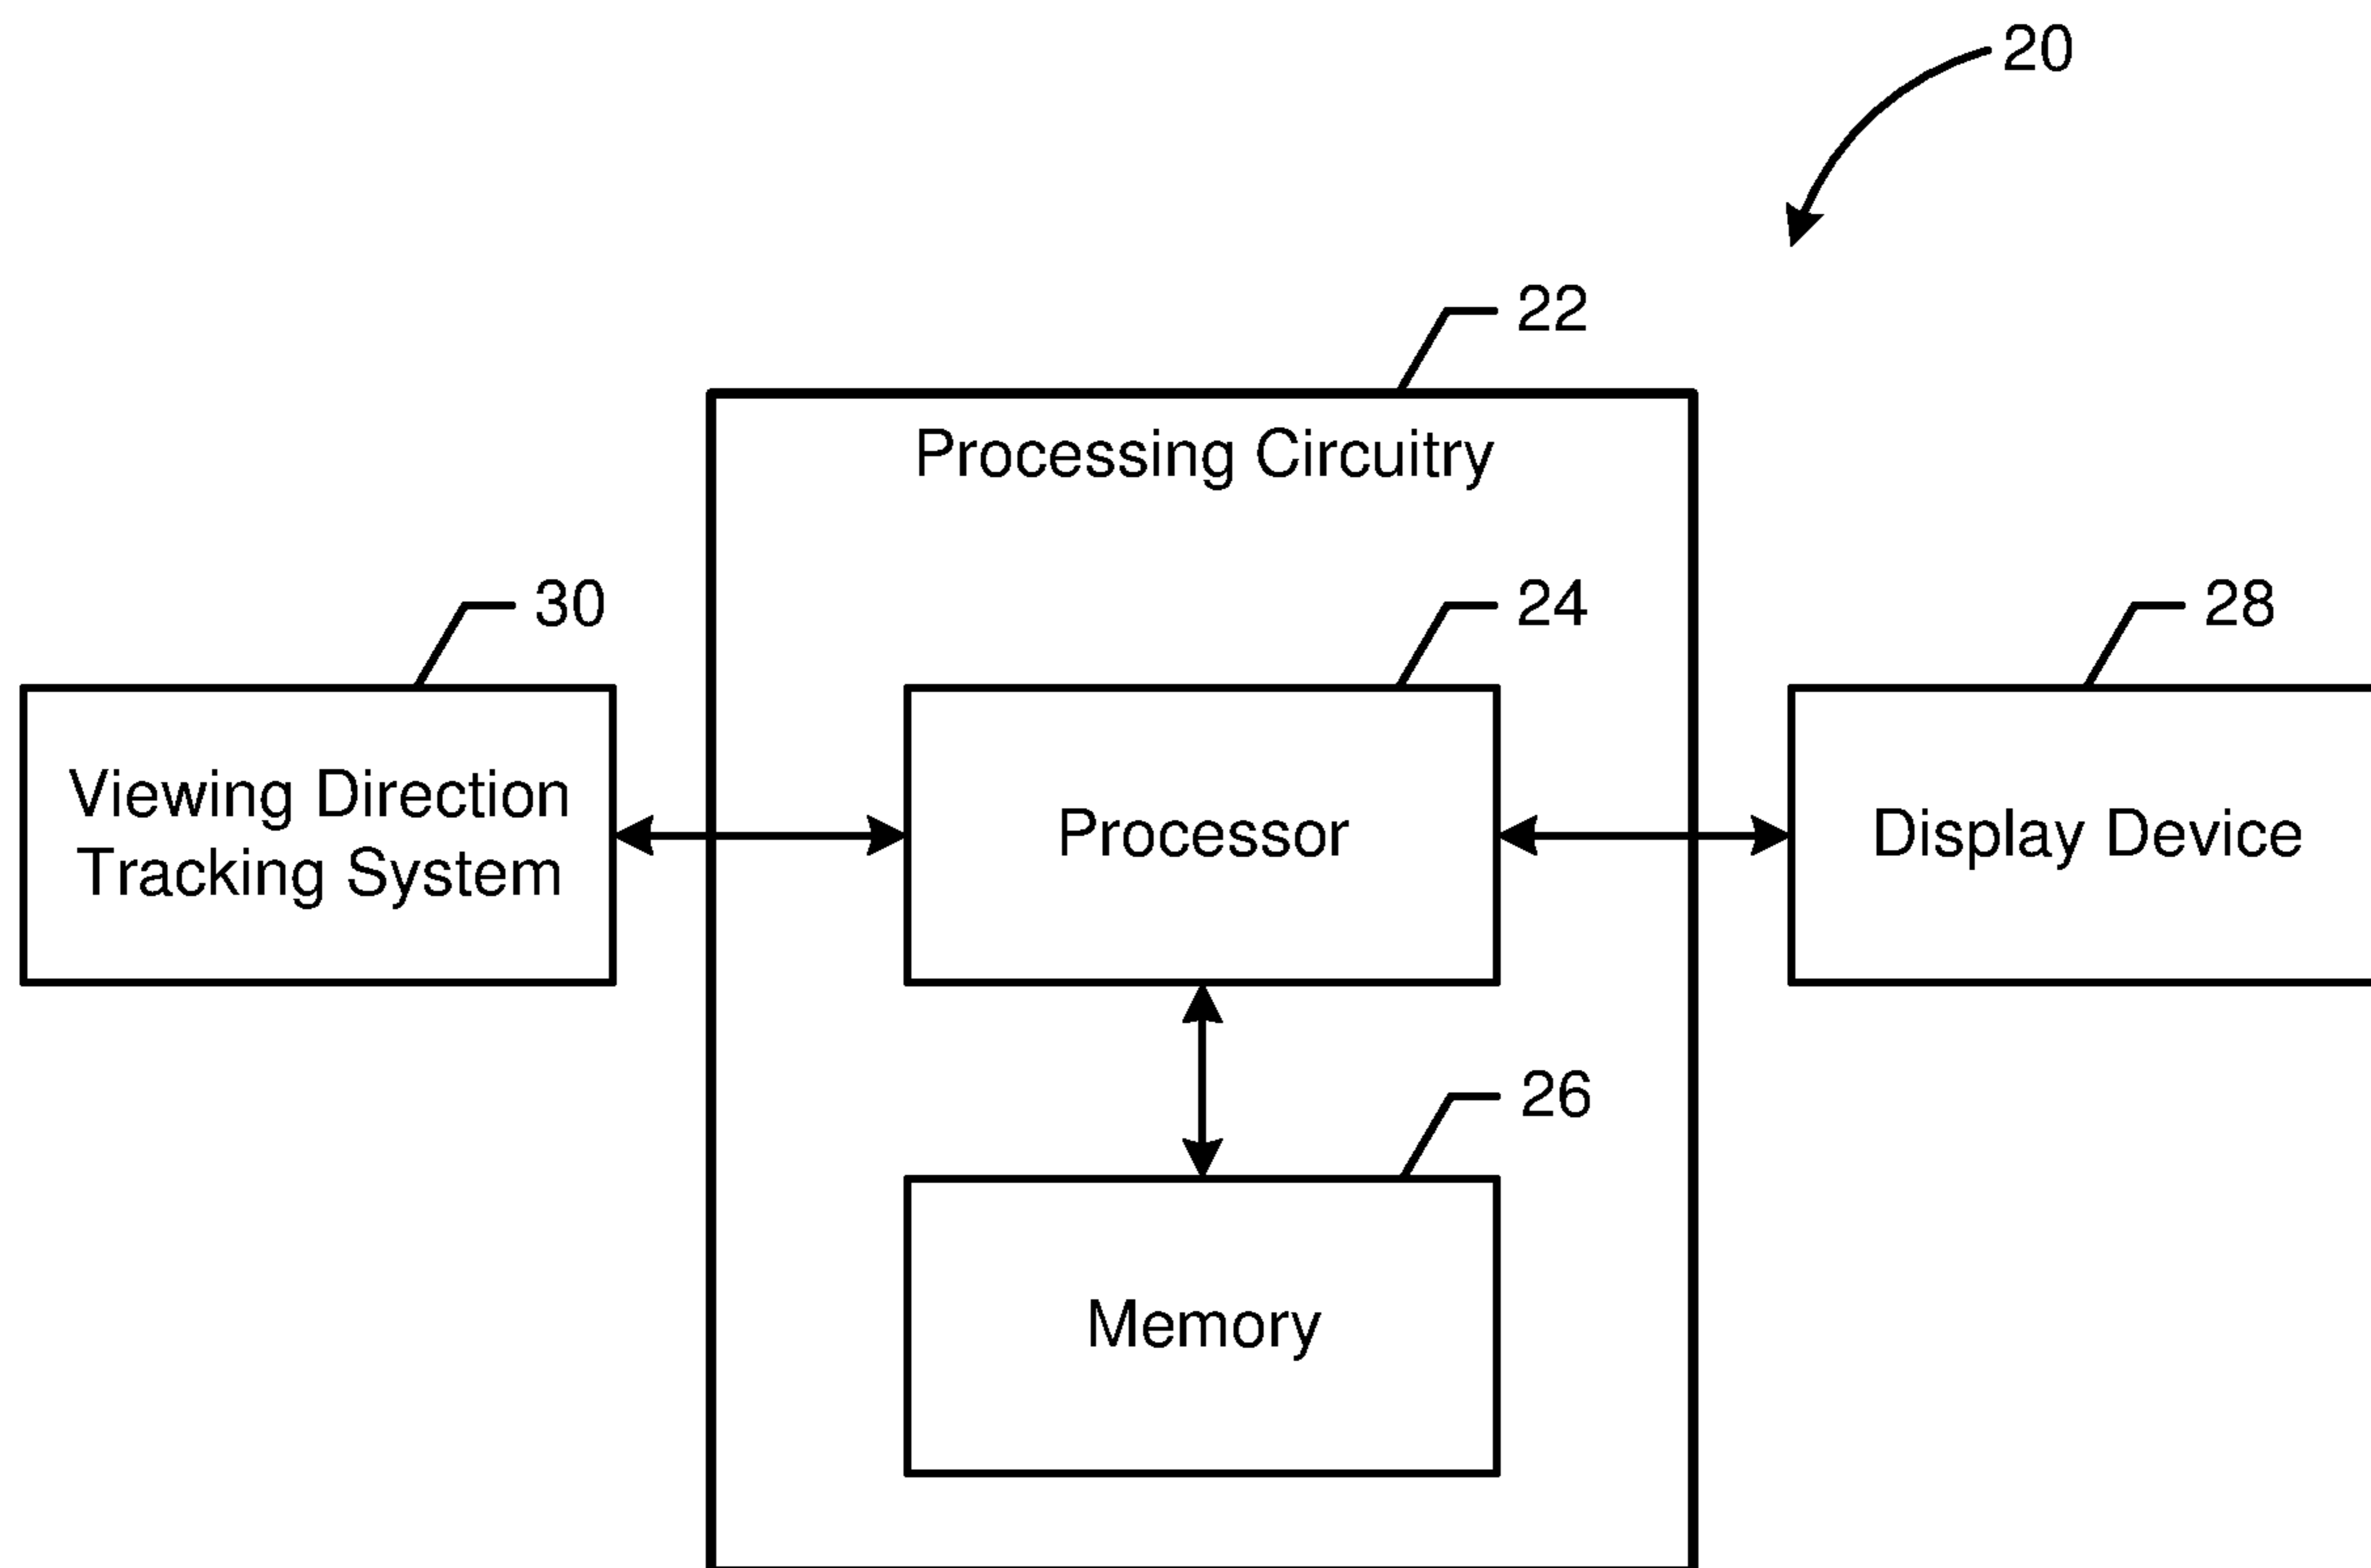 20
22
Processing Circuitry
30
24
28
Viewing Direction
Tracking System
Processor
Display Device
26
Memory